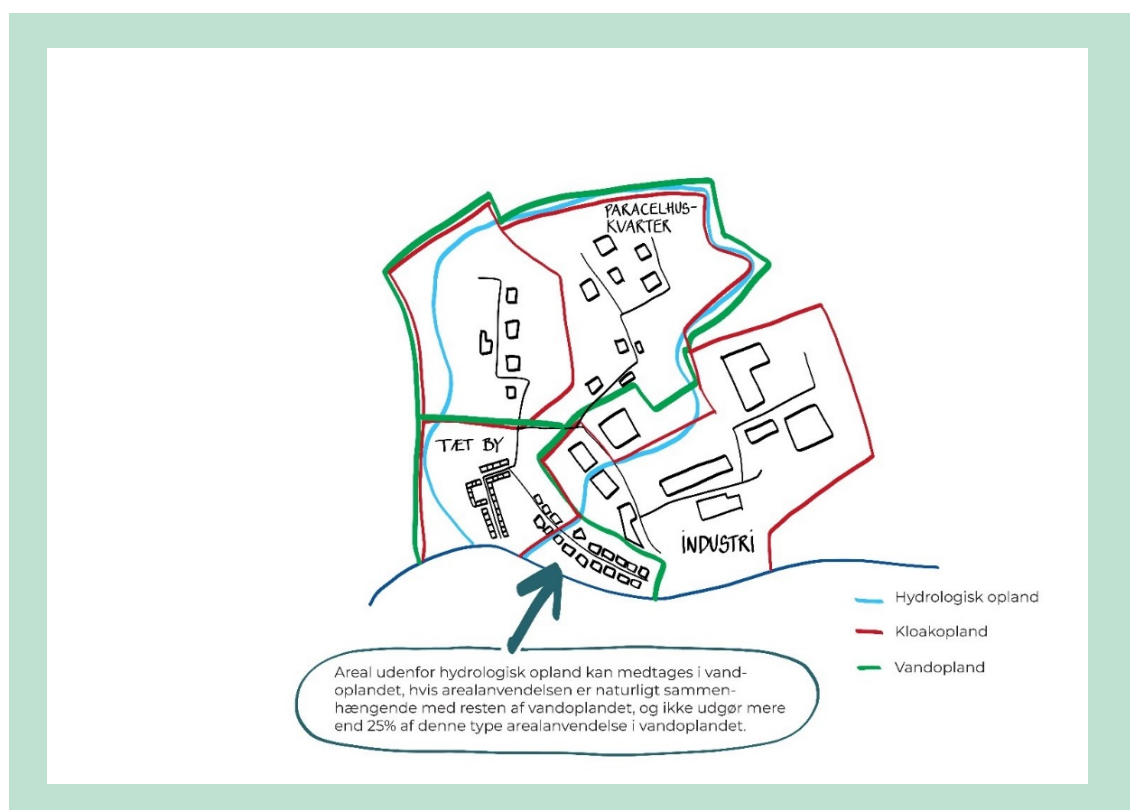 PARACELHUS-
KVARTER
TÆT BY
İNDUSTRİ
Hydrologisk opland
Kloakopland
Vandopland
Areal udenfor hydrologisk opland kan medtages i vand-
oplandet, hvis arealanvendelsen er naturligt sammen-
hængende med resten af vandoplandet, og ikke udgør mere
end 25% af denne type arealanvendelse i vandoplandet.